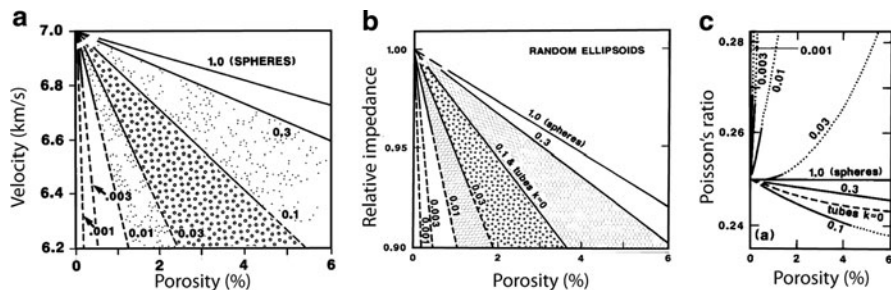 a
7.0
6.8
6.6
6.4
6.2
Velocity (km/s)
1.0 (SPHERES)
0.3
0.1
0.03
0.01
.003
.001
0
2
4
6
Porosity (%)
b
1.00
0.95
0.90
Relative impedance
RANDOM ELLIPSOIDS
1.0 (spheres)
0.3
0.1 & tubes k=0
0.03
0.01
0.003
0.001
0
2
4
6
Porosity (%)
c
0.28
0.26
0.24
Poisson's ratio
0.001
0.003
0.01
0.03
1.0 (spheres)
0.3
tubes k=0
0.1
(a)
0
2
4
6
Porosity (%)